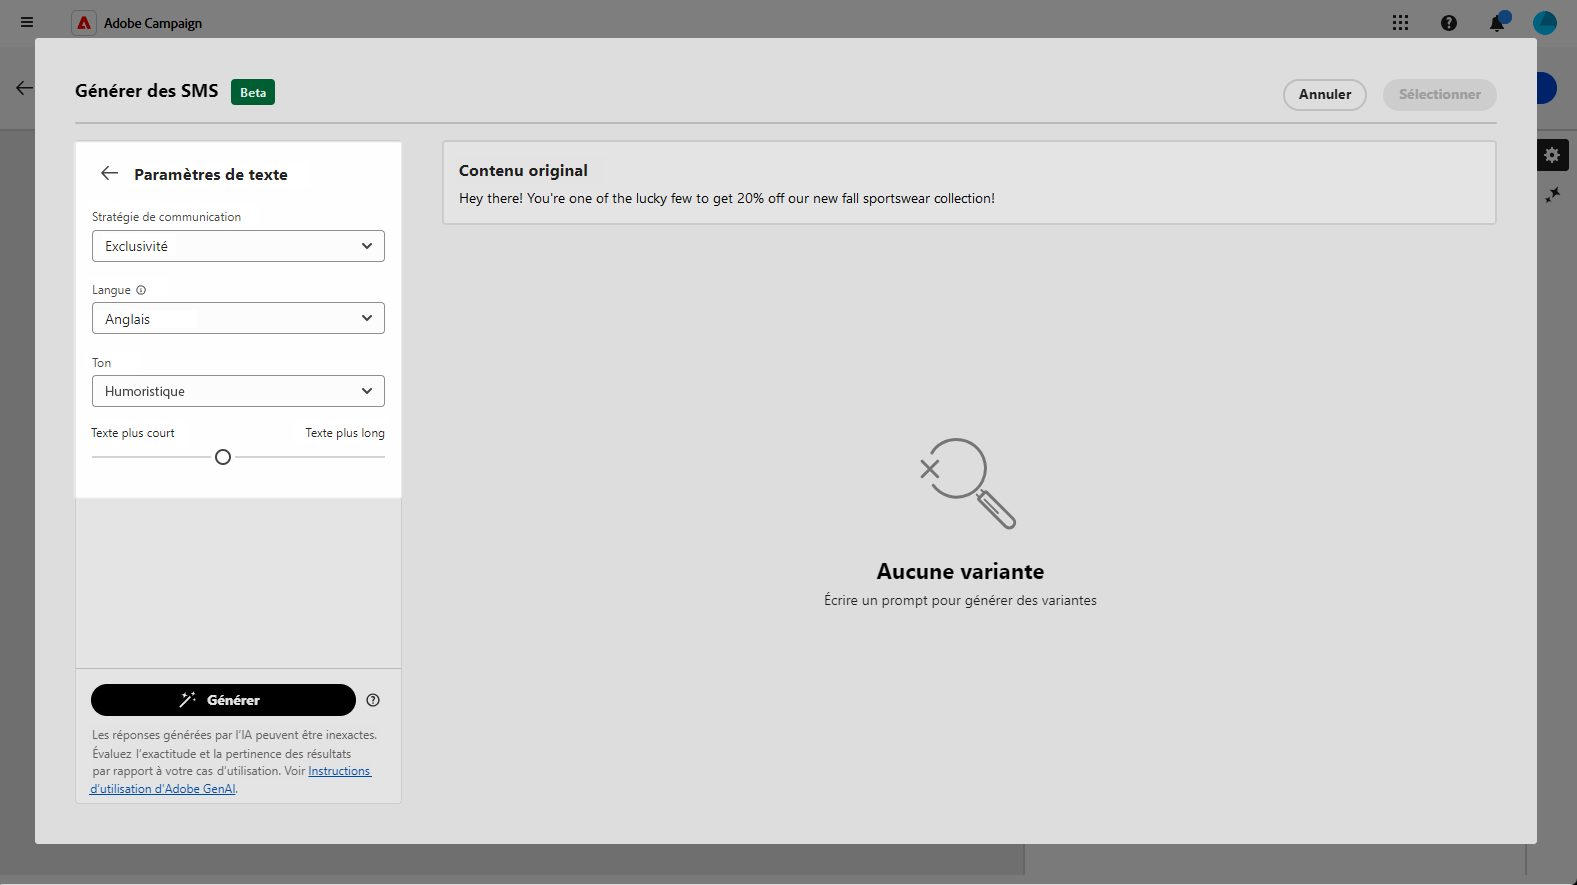 Adobe Campaign
Générer des SMS
Beta
Annuler
Sélectionner
Paramètres de texte
Stratégie de communication
Exclusivité
Langue
Anglais
Ton
Humoristique
Texte plus court
Texte plus long
Générer
Les réponses générées par l'IA peuvent être inexactes.
Évaluez l'exactitude et la pertinence des résultats
par rapport à votre cas d'utilisation. Voir Instructions
d'utilisation d'Adobe GenAI.
Contenu original
Hey there! You're one of the lucky few to get 20% off our new fall sportswear collection!
Aucune variante
Écrire un prompt pour générer des variantes